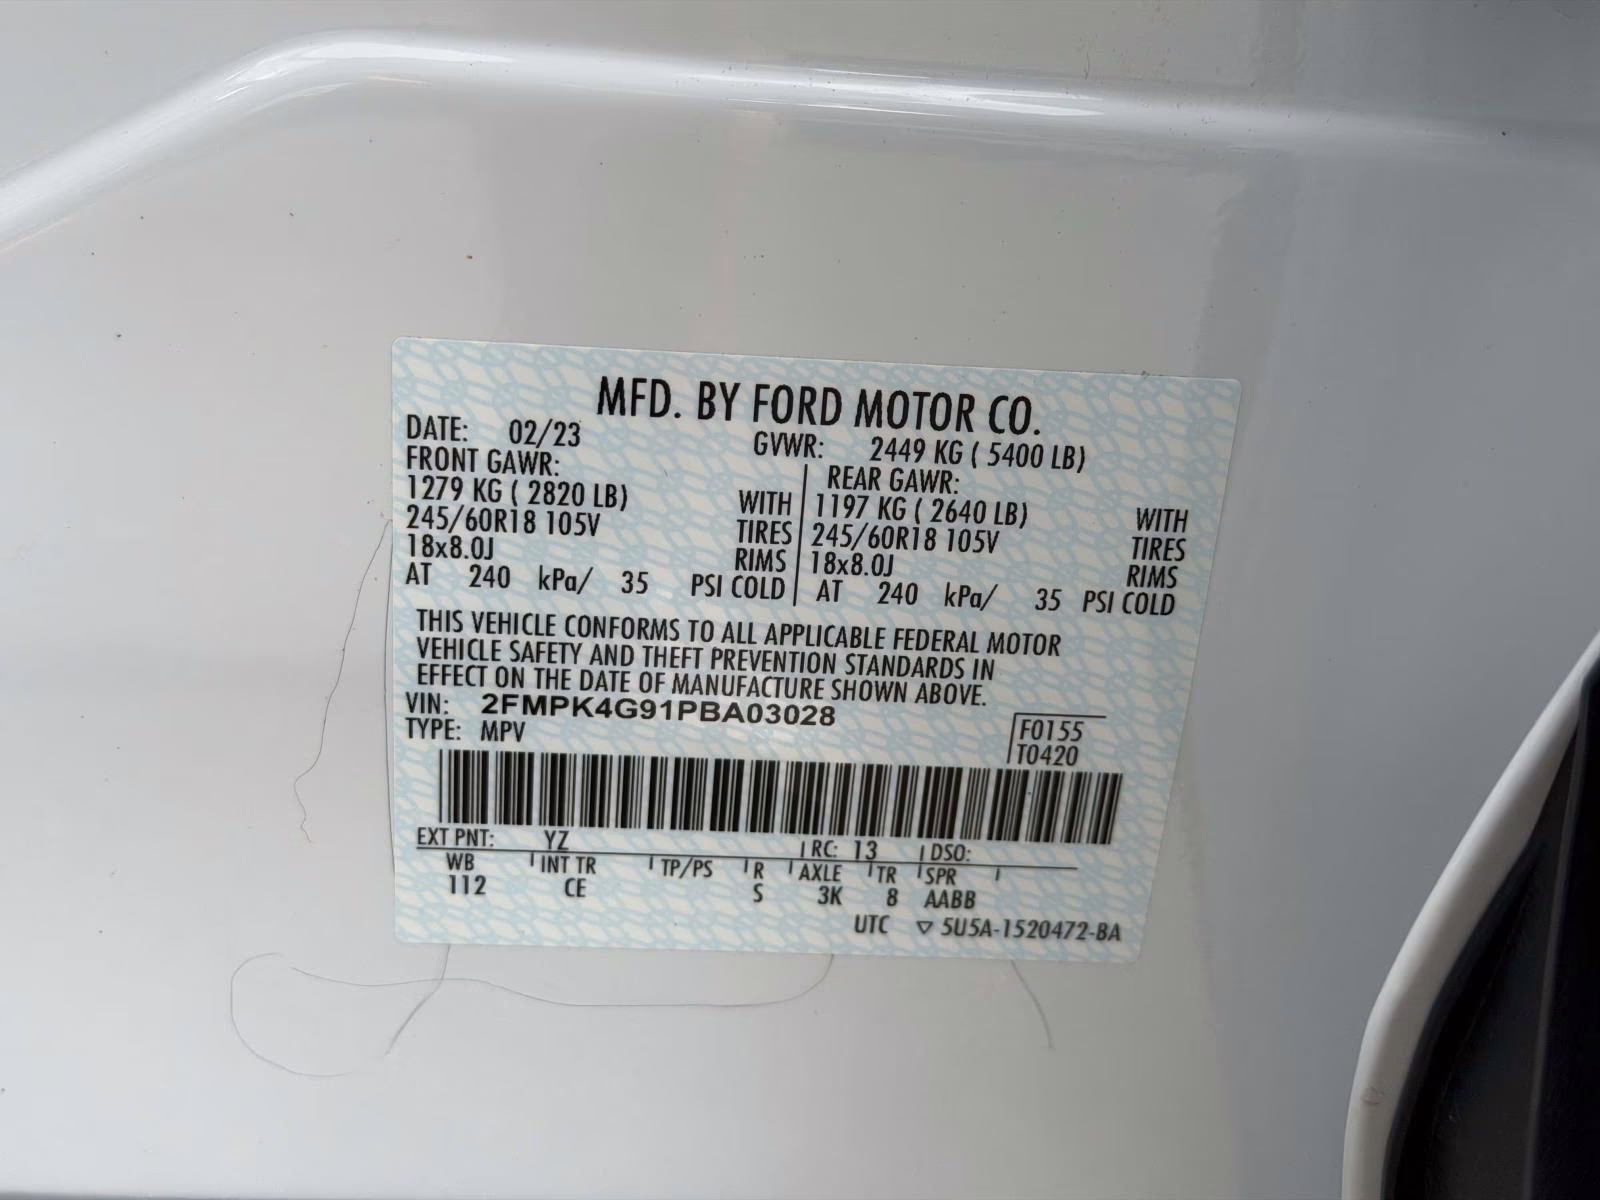 MFD. BY FORD MOTOR CO.
DATE: 02/23 GVWR: 2449 KG ( 5400 LB)
FRONT GAWR: REAR GAWR:
1279 KG ( 2820 LB) WITH 1197 KG ( 2640 LB) WITH
245/60R18 105V TIRES 245/60R18 105V TIRES
18x8.0J RIMS 18x8.0J RIMS
AT 240 kPa/ 35 PSI COLD AT 240 kPa/ 35 PSI COLD
THIS VEHICLE CONFORMS TO ALL APPLICABLE FEDERAL MOTOR
VEHICLE SAFETY AND THEFT PREVENTION STANDARDS IN
EFFECT ON THE DATE OF MANUFACTURE SHOWN ABOVE.
VIN: 2FMPK4G91PBA03028
TYPE: MPV F0155
T0420
EXT PNT: YZ RC: 13 DSO:
WB INT TR TP/PS R AXLE TR SPR
112 CE S 3K 8 AABB
UTC ▽ 5U5A-1520472-BA